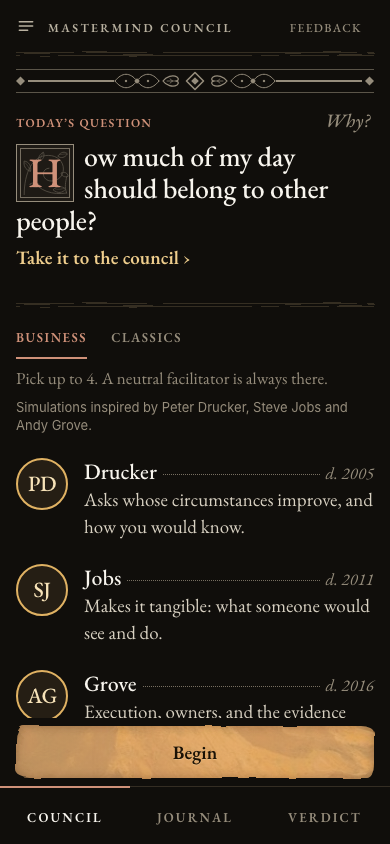 MASTERMIND COUNCIL
FEEDBACK
TODAY'S QUESTION
Why?
How much of my day
should belong to other
people?
Take it to the council ›
BUSINESS CLASSICS
Pick up to 4. A neutral facilitator is always there.
Simulations inspired by Peter Drucker, Steve Jobs and
Andy Grove.
PD
Drucker d. 2005
Asks whose circumstances improve, and
how you would know.
SJ
Jobs d. 2011
Makes it tangible: what someone would
see and do.
AG
Grove d. 2016
Execution, owners, and the evidence
Begin
COUNCIL JOURNAL VERDICT